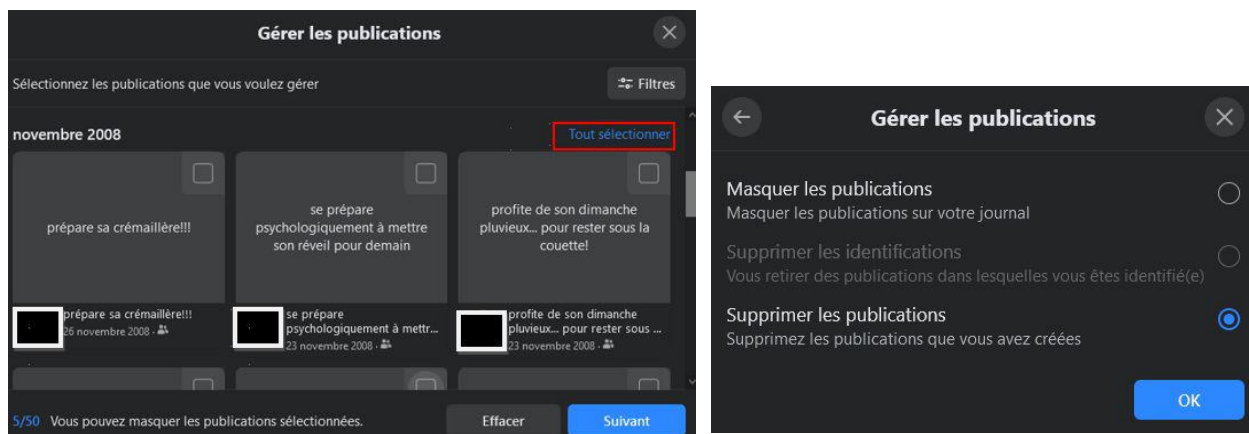 Gérer les publications
Sélectionnez les publications que vous voulez gérer
Filtres
novembre 2008
Tout sélectionner
prépare sa crémaillère!!!
se prépare
psychologiquement à mettre
son réveil pour demain
profite de son dimanche
pluvieux... pour rester sous la
couette!
prépare sa crémaillère!!!
26 novembre 2008 ·
se prépare
psychologiquement à mettr...
23 novembre 2008 ·
profite de son dimanche
pluvieux... pour rester sous ...
23 novembre 2008 ·
5/50 Vous pouvez masquer les publications sélectionnées.
Effacer
Suivant
Gérer les publications
Masquer les publications
Masquer les publications sur votre journal
Supprimer les identifications
Vous retirer des publications dans lesquelles vous êtes identifié(e)
Supprimer les publications
Supprimez les publications que vous avez créées
OK